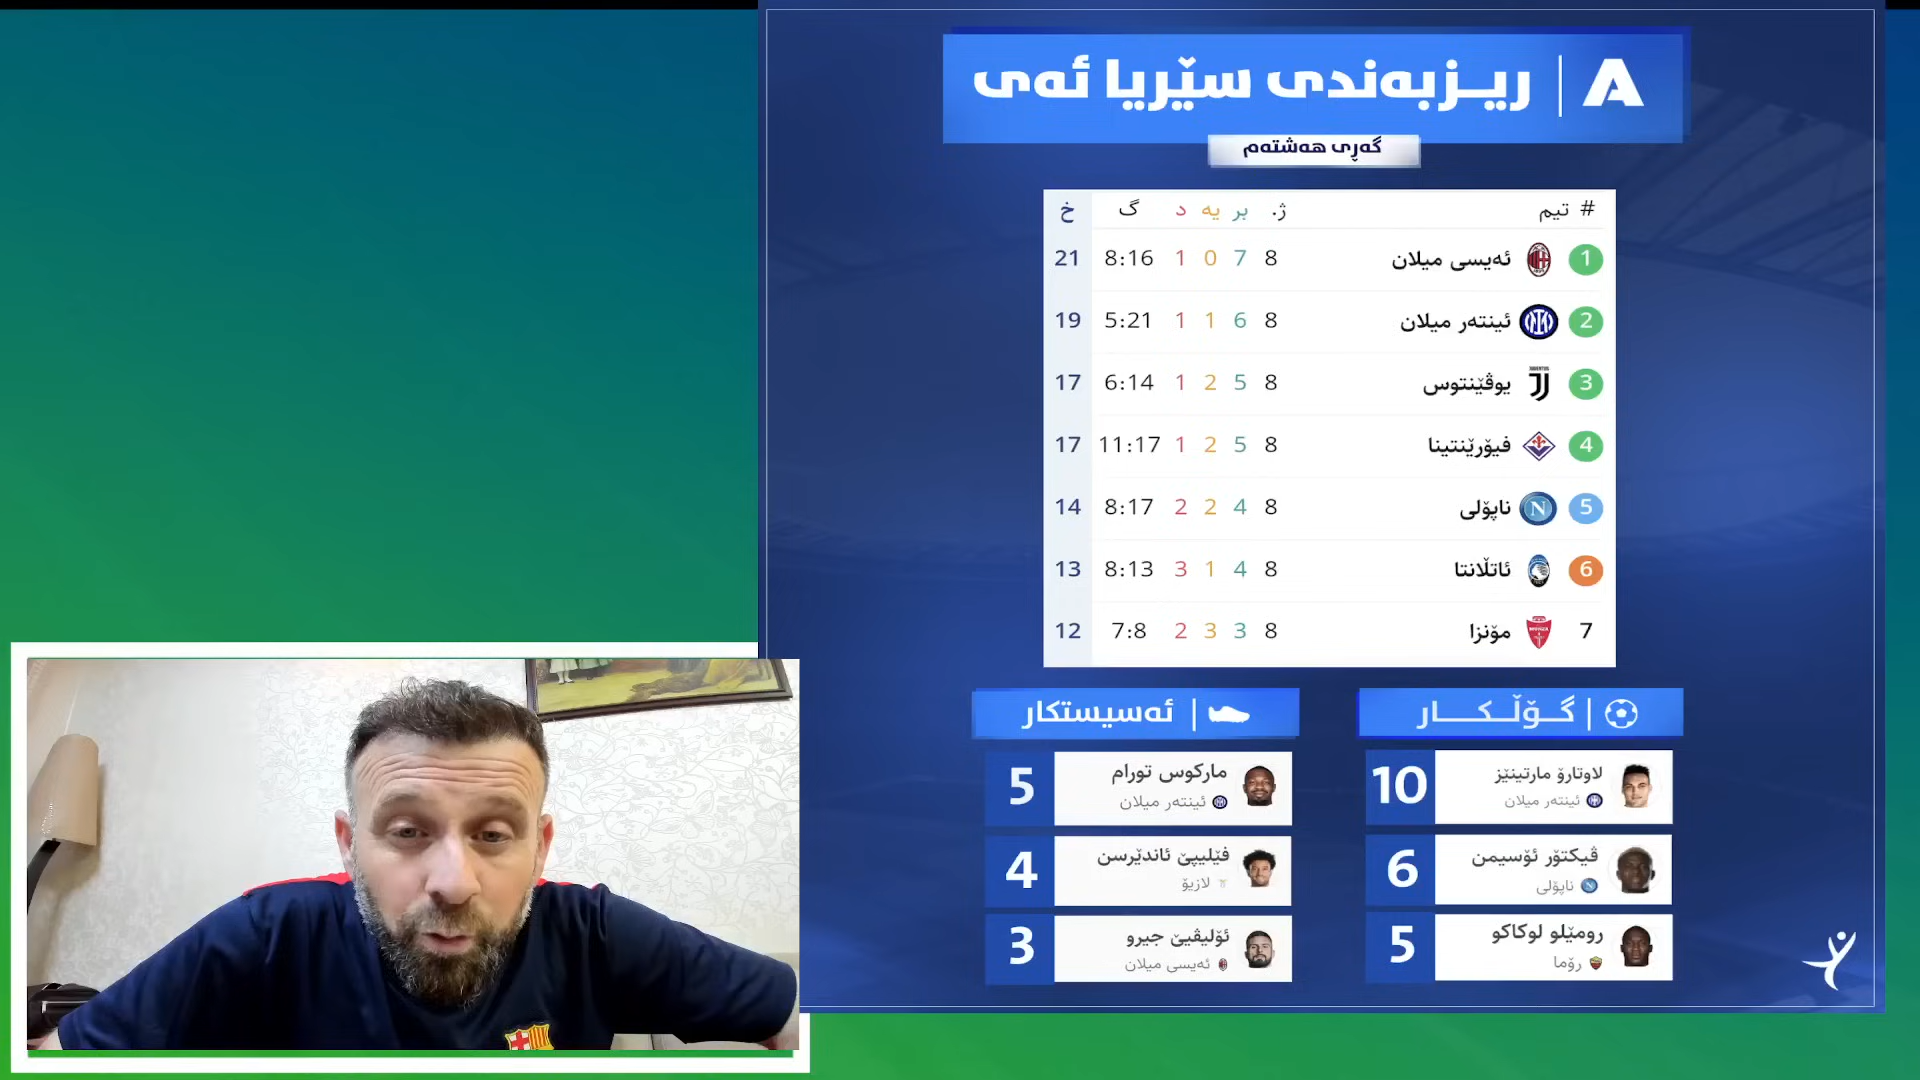 ریـزبەندی سێریا ئەی
گەڕی هەشتەم
# تیم ژ. بر یە د گ خ
1 ئەیسی میلان 8 7 0 1 8:16 21
2 ئینتەر میلان 8 6 1 1 5:21 19
3 یوڤێنتوس 8 5 2 1 6:14 17
4 فیۆرێنتینا 8 5 2 1 11:17 17
5 ناپۆلی 8 4 2 2 8:17 14
6 ئاتڵانتا 8 4 1 3 8:13 13
7 مۆنزا 8 3 3 2 7:8 12
گـۆڵـکـار
لاوتارۆ مارتینێز 10
ئینتەر میلان
ڤیکتۆر ئۆسیمن 6
ناپۆلی
رومێلو لوکاکو 5
رۆما
ئەسیستکار
مارکوس تورام 5
ئینتەر میلان
فێلیپێ ئاندێرسن 4
لازیۆ
ئۆلیڤیێ جیرو 3
ئەیسی میلان